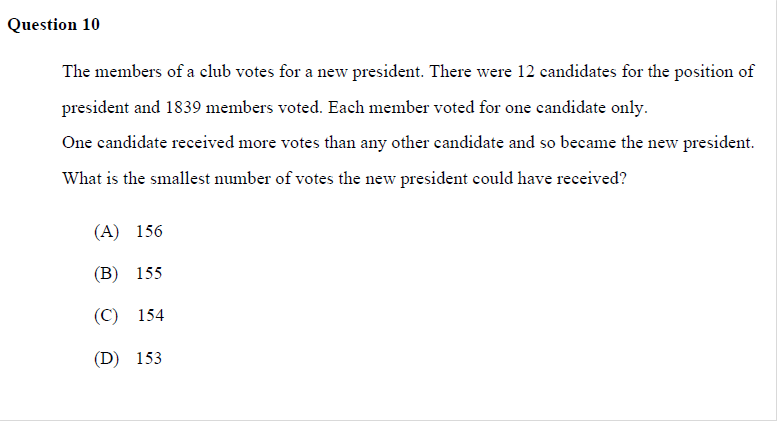 Question 10
The members of a club votes for a new president. There were 12 candidates for the position of
president and 1839 members voted. Each member voted for one candidate only.
One candidate received more votes than any other candidate and so became the new president.
What is the smallest number of votes the new president could have received?
(A) 156
(B) 155
(C) 154
(D) 153